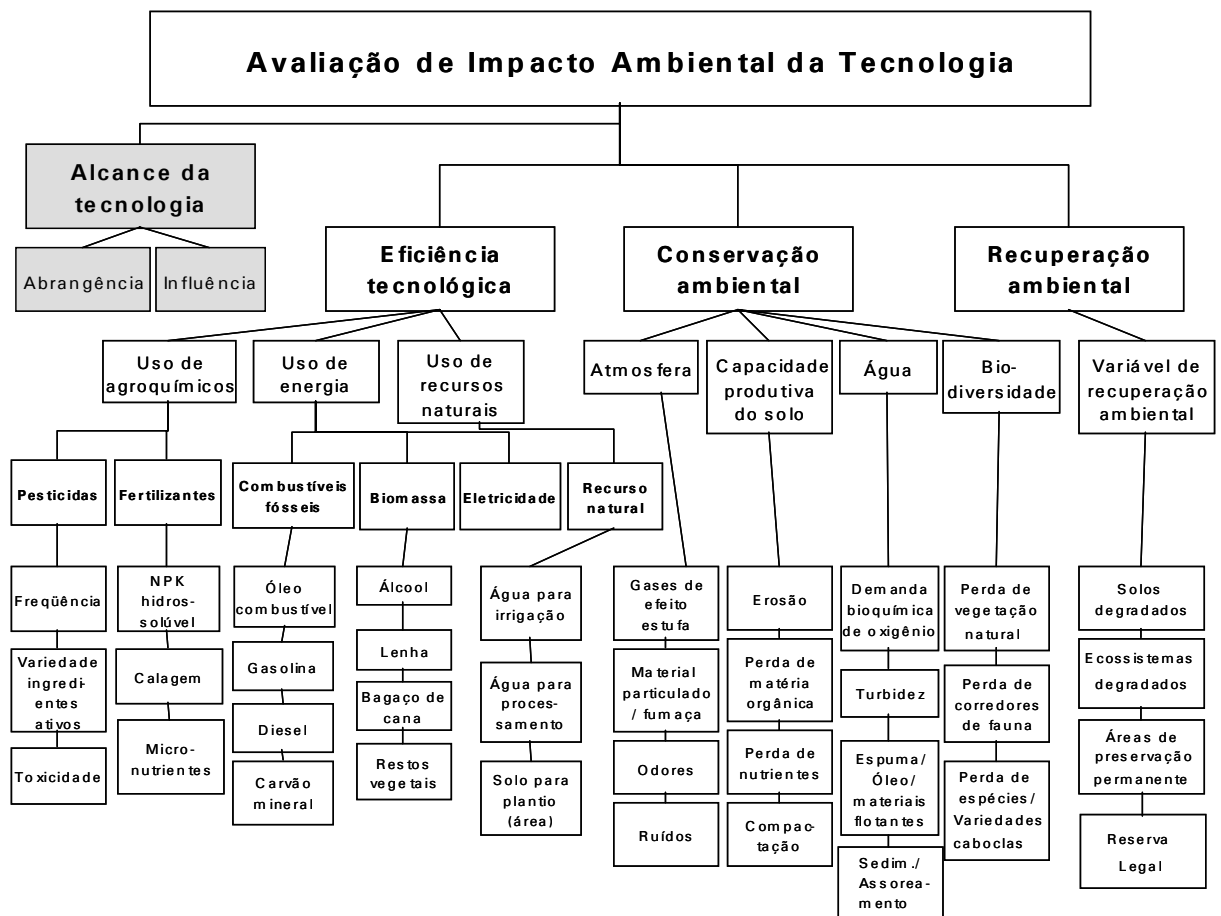 Avaliação de Impacto Ambiental da Tecnologia
Alcance da
tecnologia
Abrangência
Influência
Eficiência
tecnológica
Conservação
ambiental
Recuperação
ambiental
Uso de
agroquímicos
Uso de
energia
Uso de
recursos
naturais
Atmosfera
Capacidade
produtiva
do solo
Água
Bio-
diversidade
Variável de
recuperação
ambiental
Pesticidas
Fertilizantes
Combustíveis
fósseis
Biomassa
Eletricidade
Recurso
natural
Freqüência
Variedade
ingredi-
entes
ativos
Toxicidade
NPK
hidros-
solúvel
Calagem
Micro-
nutrientes
Óleo
combustível
Gasolina
Diesel
Carvão
mineral
Álcool
Lenha
Bagaço de
cana
Restos
vegetais
Água para
irrigação
Água para
proces-
samento
Solo para
plantio
(área)
Gases de
efeito
estufa
Material
particulado
/ fumaça
Odores
Ruídos
Erosão
Perda de
matéria
orgânica
Perda de
nutrientes
Compac-
tação
Demanda
bioquímica
de oxigênio
Turbidez
Espuma/
Óleo/
materiais
flotantes
Sedim./
Assorea-
mento
Perda de
vegetação
natural
Perda de
corredores
de fauna
Perda de
espécies/
Variedades
caboclas
Solos
degradados
Ecossistemas
degradados
Áreas de
preservação
permanente
Reserva
Legal